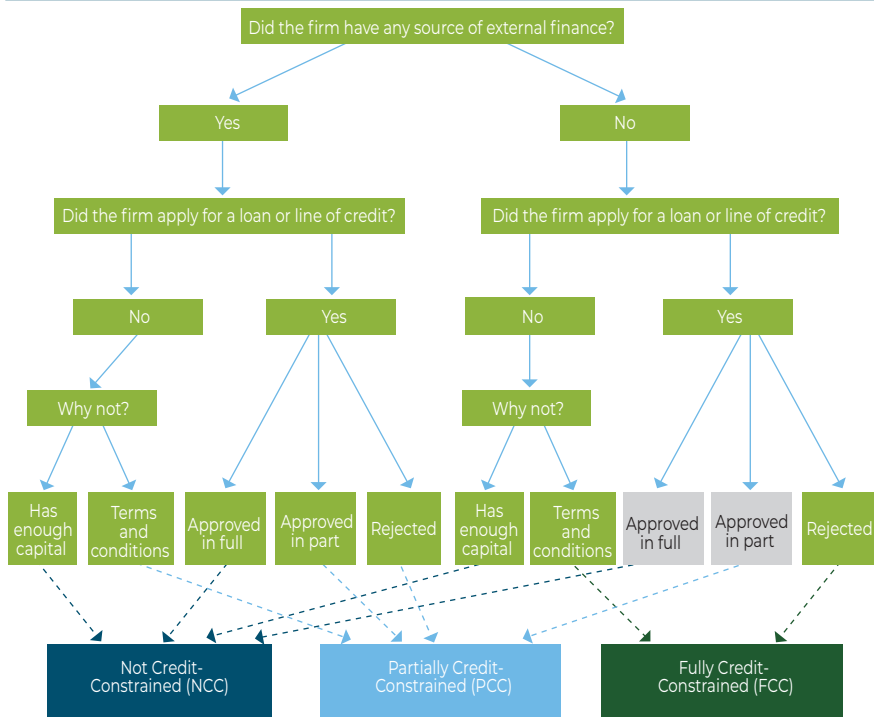 Did the firm have any source of external finance?
Yes
No
Did the firm apply for a loan or line of credit?
Did the firm apply for a loan or line of credit?
No
Yes
No
Yes
Why not?
Why not?
Has
enough
capital
Terms
and
conditions
Approved
in full
Approved
in part
Rejected
Has
enough
capital
Terms
and
conditions
Approved
in full
Approved
in part
Rejected
Not Credit-
Constrained (NCC)
Partially Credit-
Constrained (PCC)
Fully Credit-
Constrained (FCC)